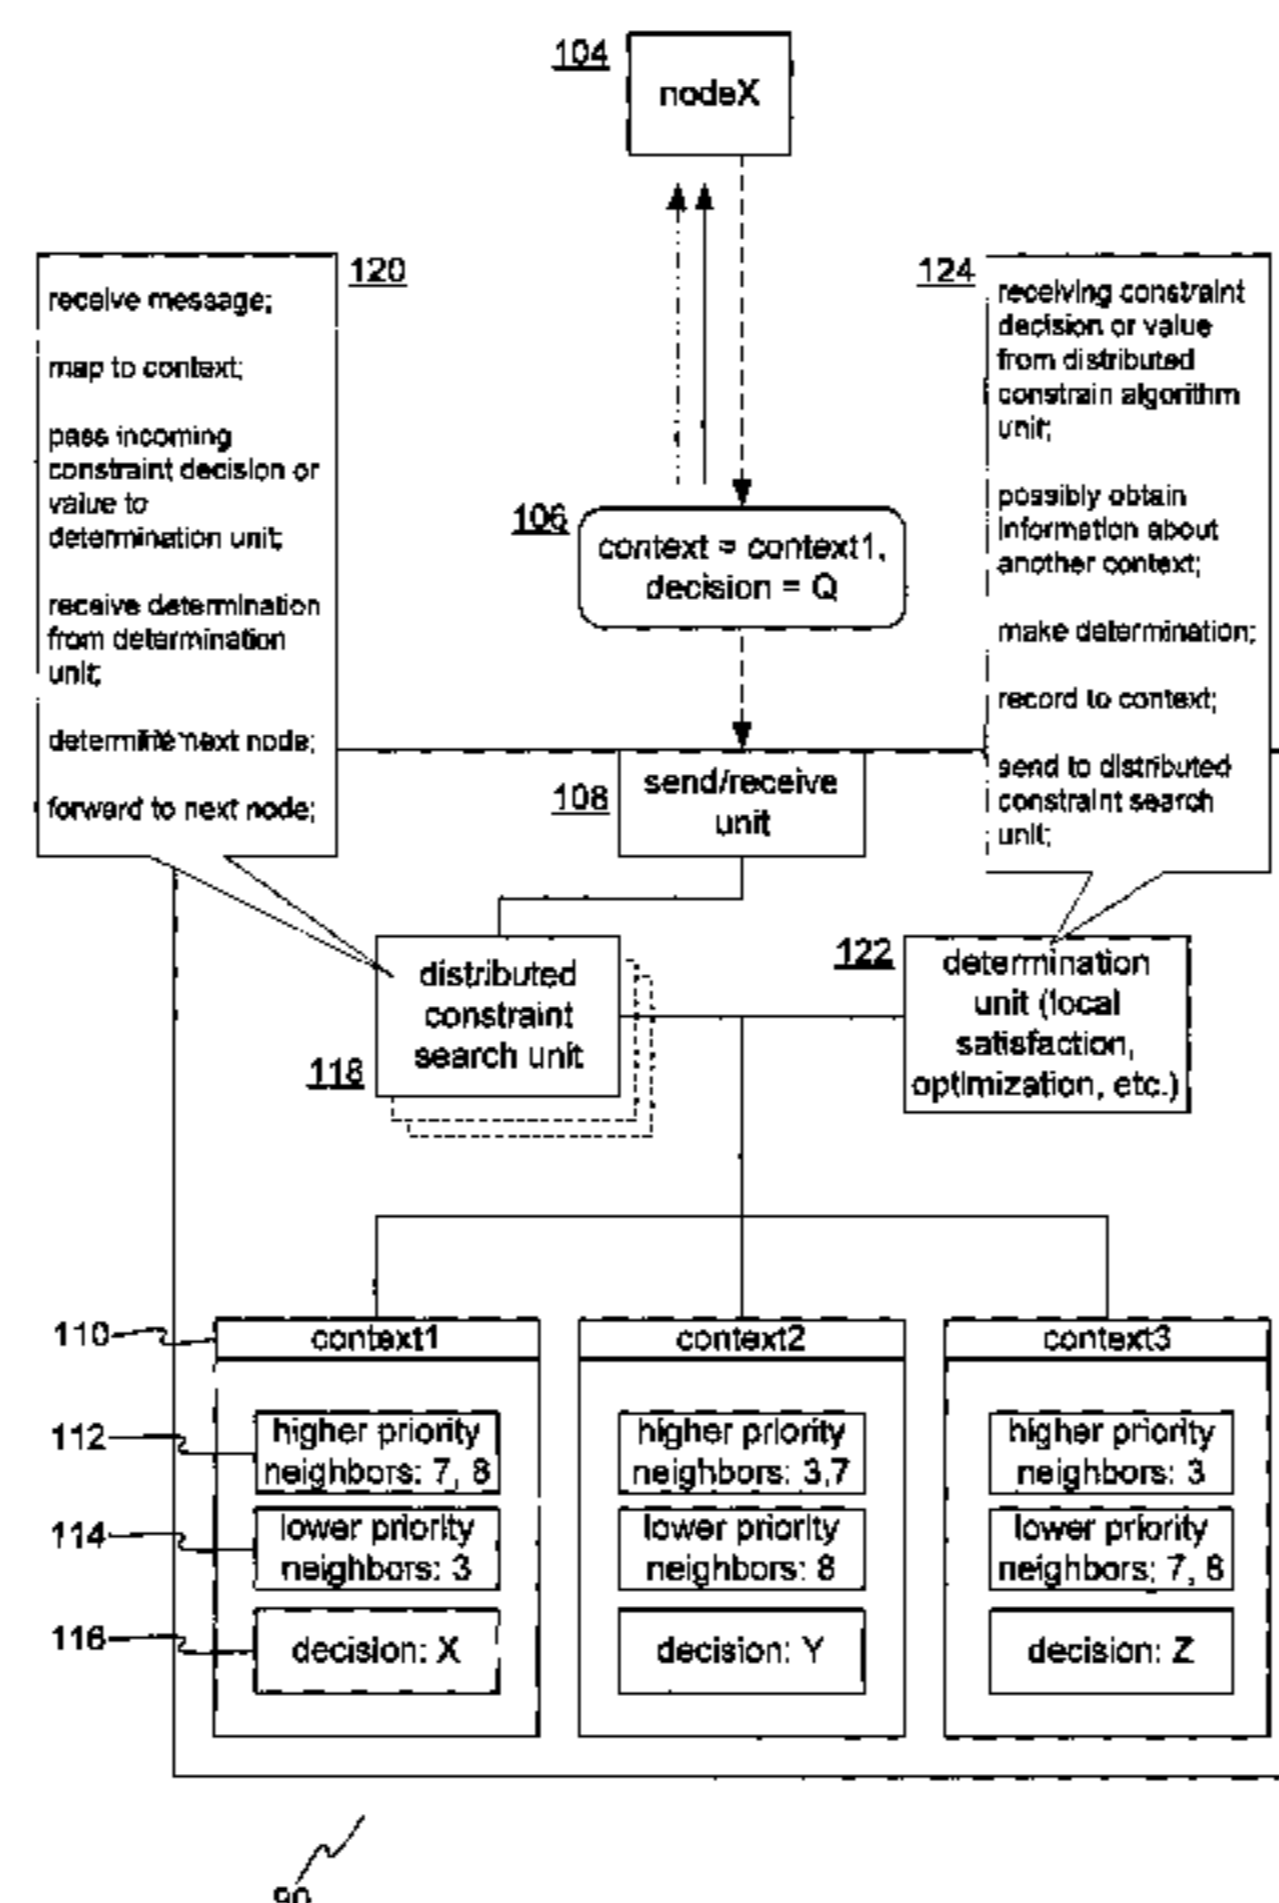 104
nodeX
120
receive message;
map to context;
pass incoming
constraint decision or
value to
determination unit;
receive determination
from determination
unit;
determine next node;
forward to next node;
124
receiving constraint
decision or value
from distributed
constrain algorithm
unit;
possibly obtain
information about
another context;
make determination;
record to context;
send to distributed
constraint search
unit;
106
context = context1,
decision = Q
108
send/receive
unit
118
distributed
constraint
search unit
122
determination
unit (local
satisfaction,
optimization, etc.)
110
context1
context2
context3
112
higher priority
neighbors: 7, 8
higher priority
neighbors: 3,7
higher priority
neighbors: 3
114
lower priority
neighbors: 3
lower priority
neighbors: 8
lower priority
neighbors; 7, 8
116
decision: X
decision: Y
decision: Z
90